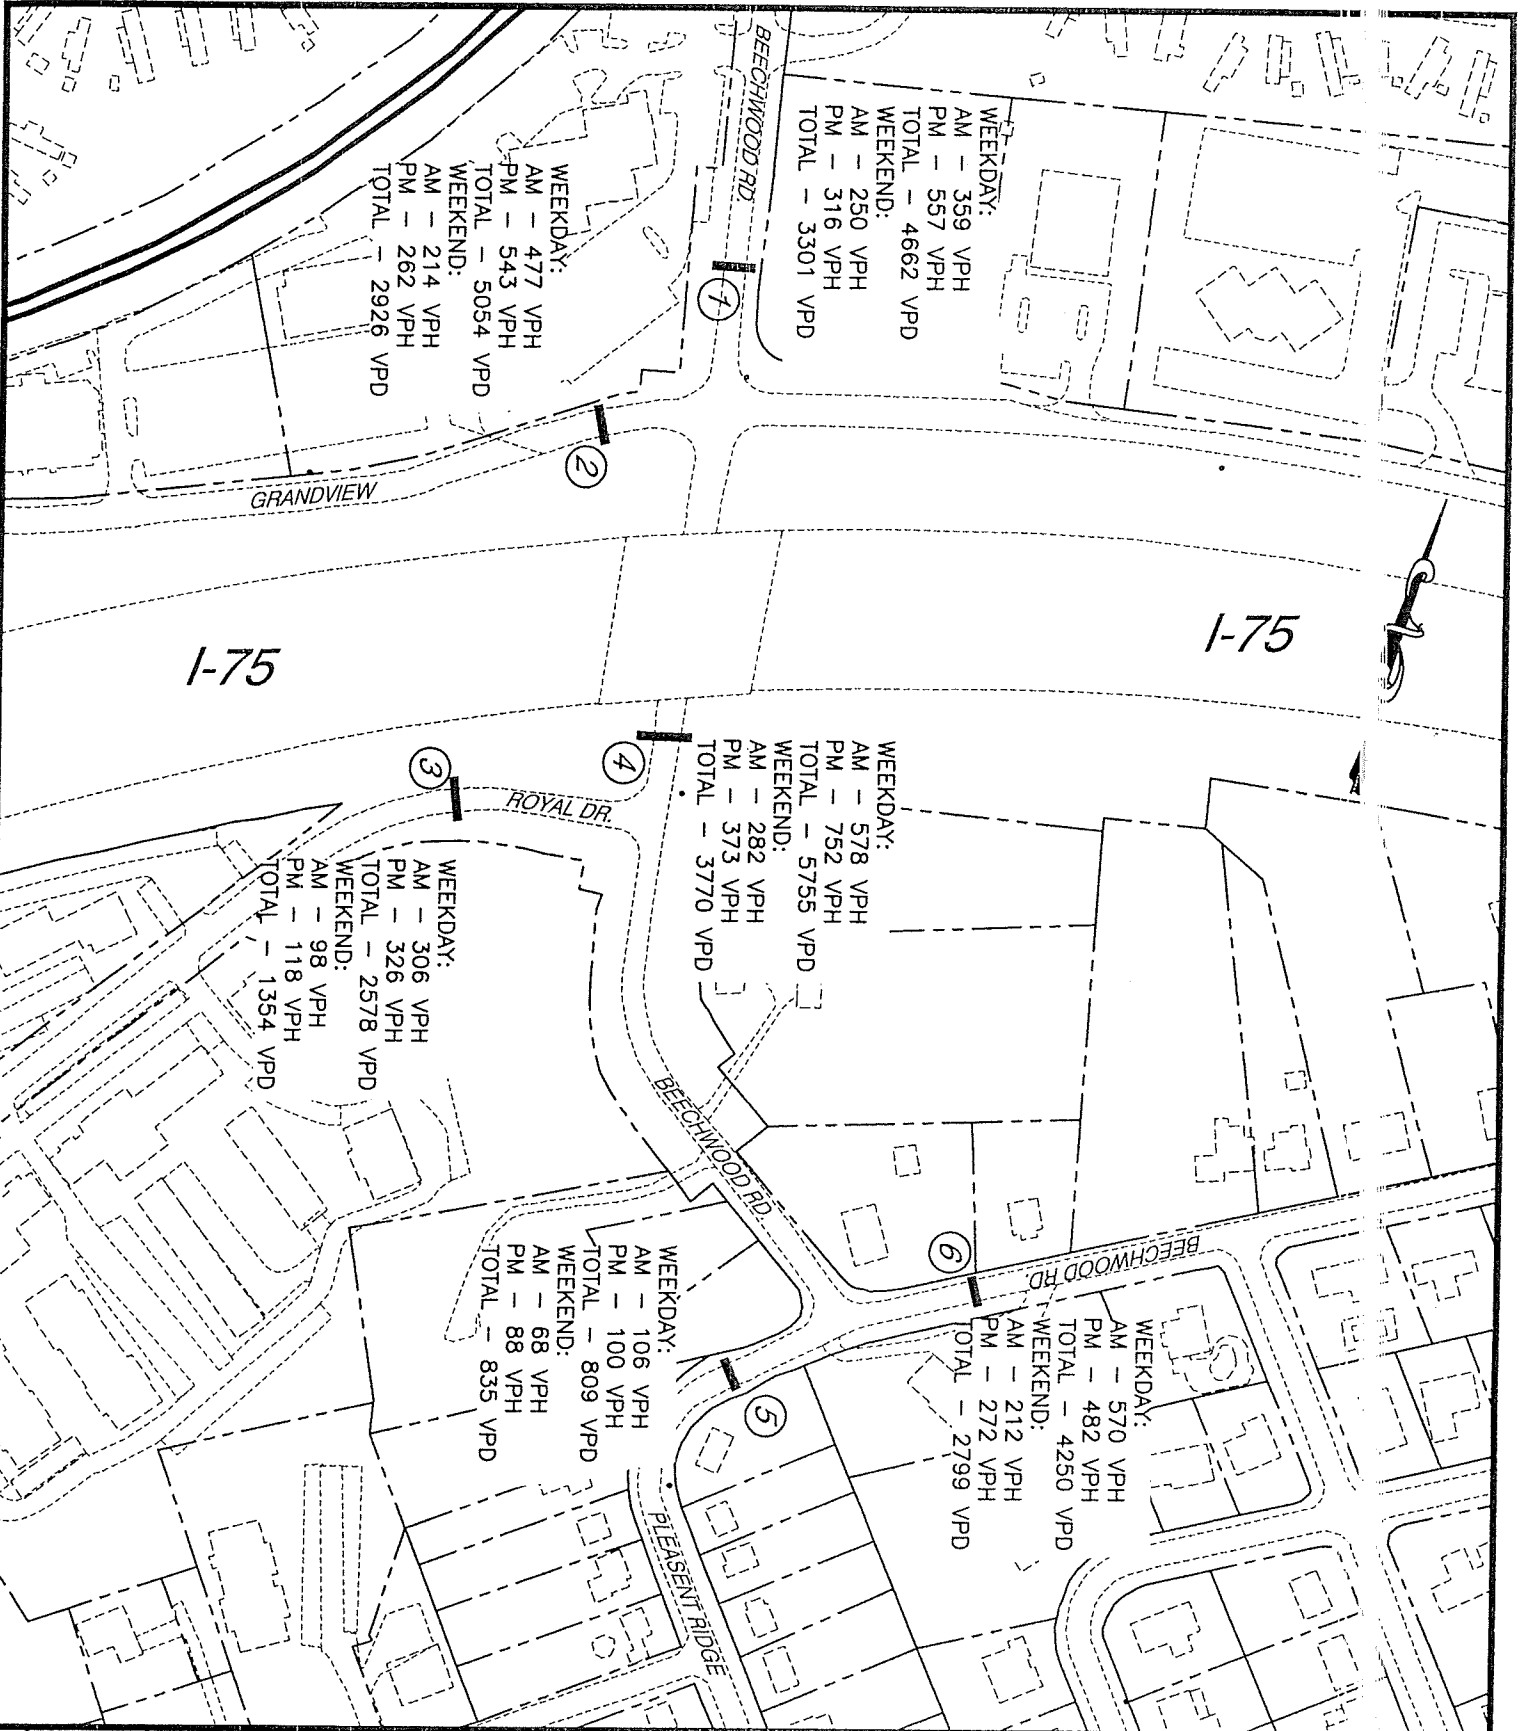 BEECHWOOD RD.
WEEKDAY:
AM - 359 VPH
PM - 557 VPH
TOTAL - 4662 VPD
WEEKEND:
AM - 250 VPH
PM - 316 VPH
TOTAL - 3301 VPD
1
WEEKDAY:
AM - 477 VPH
PM - 543 VPH
TOTAL - 5054 VPD
WEEKEND:
AM - 214 VPH
PM - 262 VPH
TOTAL - 2926 VPD
2
GRANDVIEW
I-75
I-75
WEEKDAY:
AM - 578 VPH
PM - 752 VPH
TOTAL - 5755 VPD
WEEKEND:
AM - 282 VPH
PM - 373 VPH
TOTAL - 3770 VPD
4
3
ROYAL DR.
WEEKDAY:
AM - 306 VPH
PM - 326 VPH
TOTAL - 2578 VPD
WEEKEND:
AM - 98 VPH
PM - 118 VPH
TOTAL - 1354 VPD
BEECHWOOD RD.
6
BEECHWOOD RD.
WEEKDAY:
AM - 570 VPH
PM - 482 VPH
TOTAL - 4250 VPD
WEEKEND:
AM - 212 VPH
PM - 272 VPH
TOTAL - 2799 VPD
WEEKDAY:
AM - 106 VPH
PM - 100 VPH
TOTAL - 809 VPD
WEEKEND:
AM - 68 VPH
PM - 88 VPH
TOTAL - 835 VPD
5
PLEASENT RIDGE